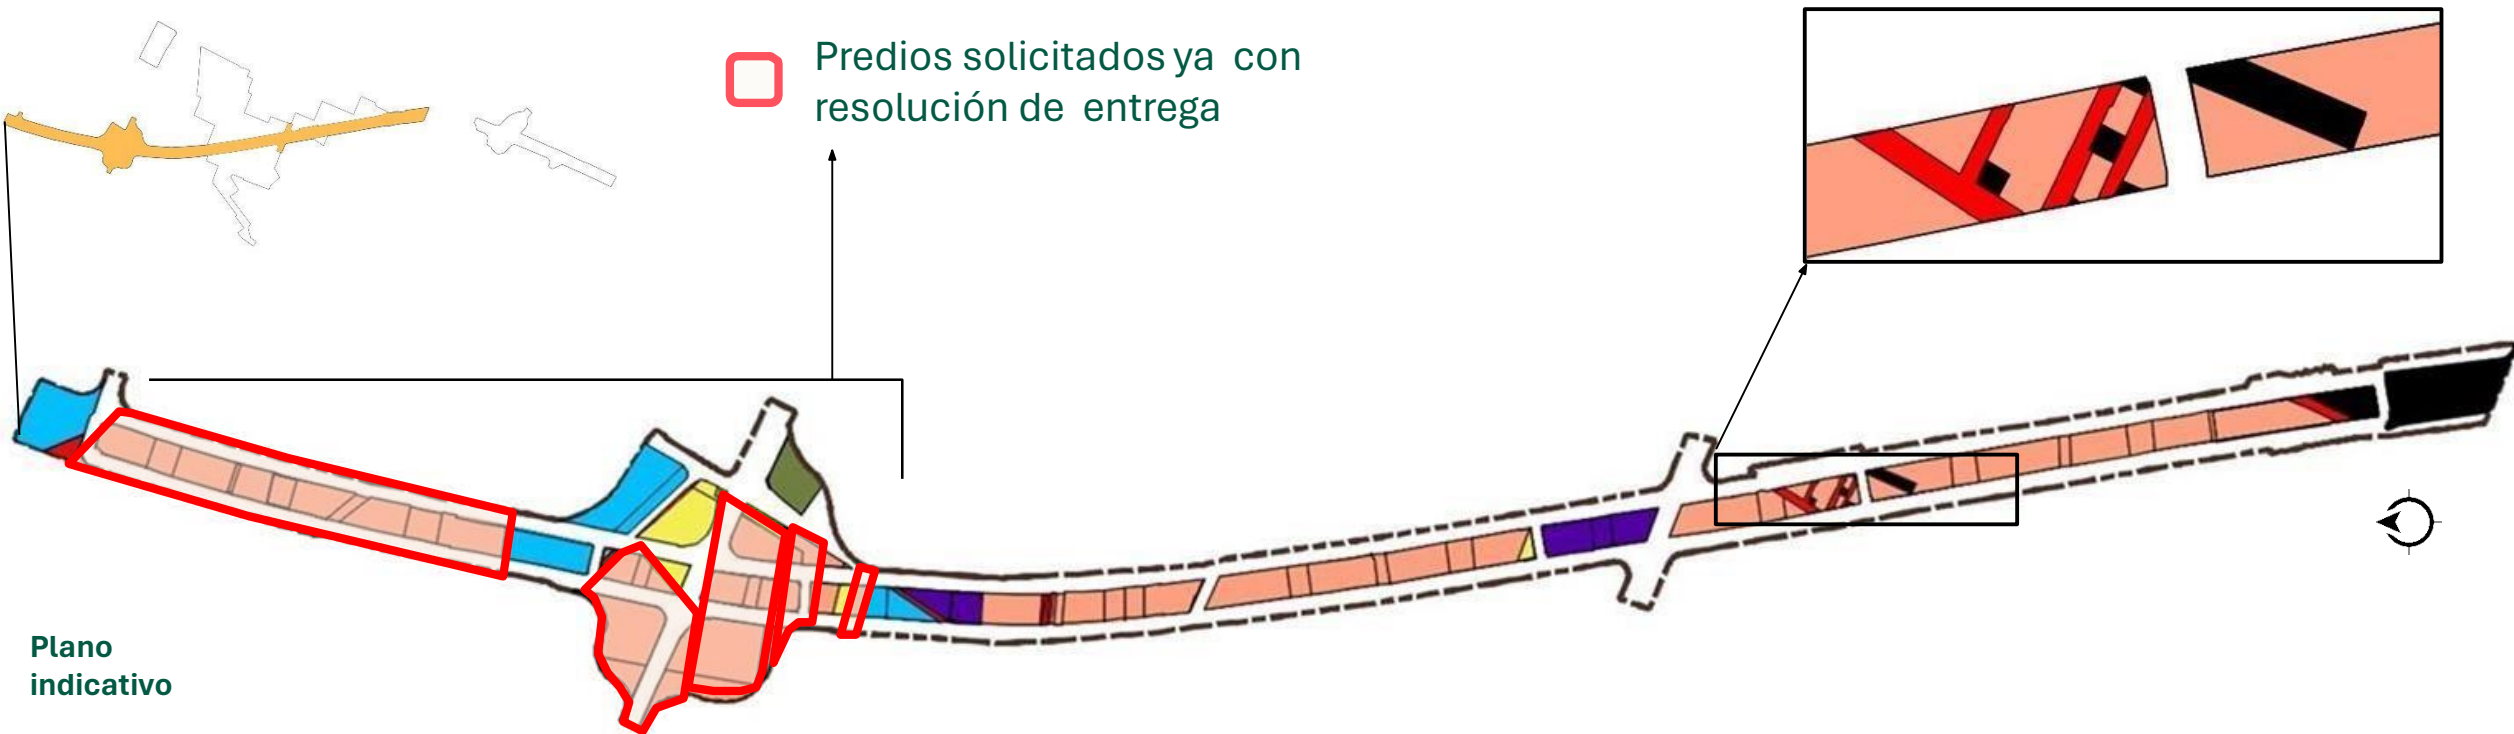 Predios solicitados ya con
resolución de entrega
Plano
indicativo